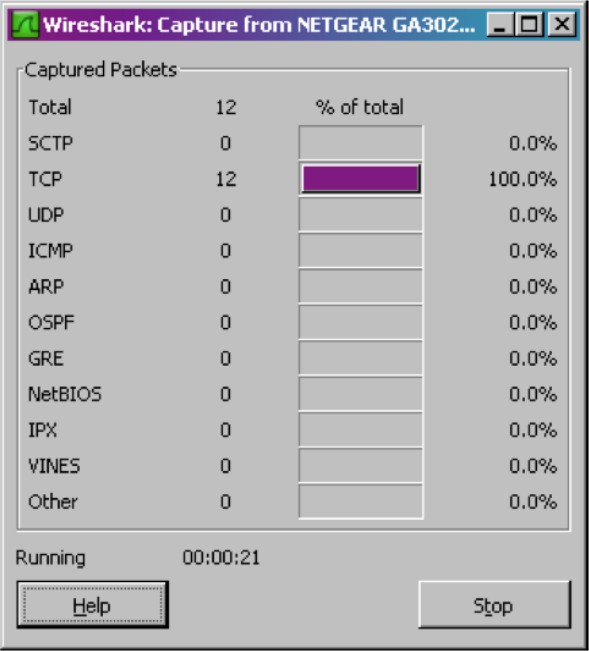 Wireshark: Capture from NETGEAR GA302...
Captured Packets
Total 12 % of total
SCTP 0 0.0%
TCP 12 100.0%
UDP 0 0.0%
ICMP 0 0.0%
ARP 0 0.0%
OSPF 0 0.0%
GRE 0 0.0%
NetBIOS 0 0.0%
IPX 0 0.0%
VINES 0 0.0%
Other 0 0.0%
Running 00:00:21
Help Stop